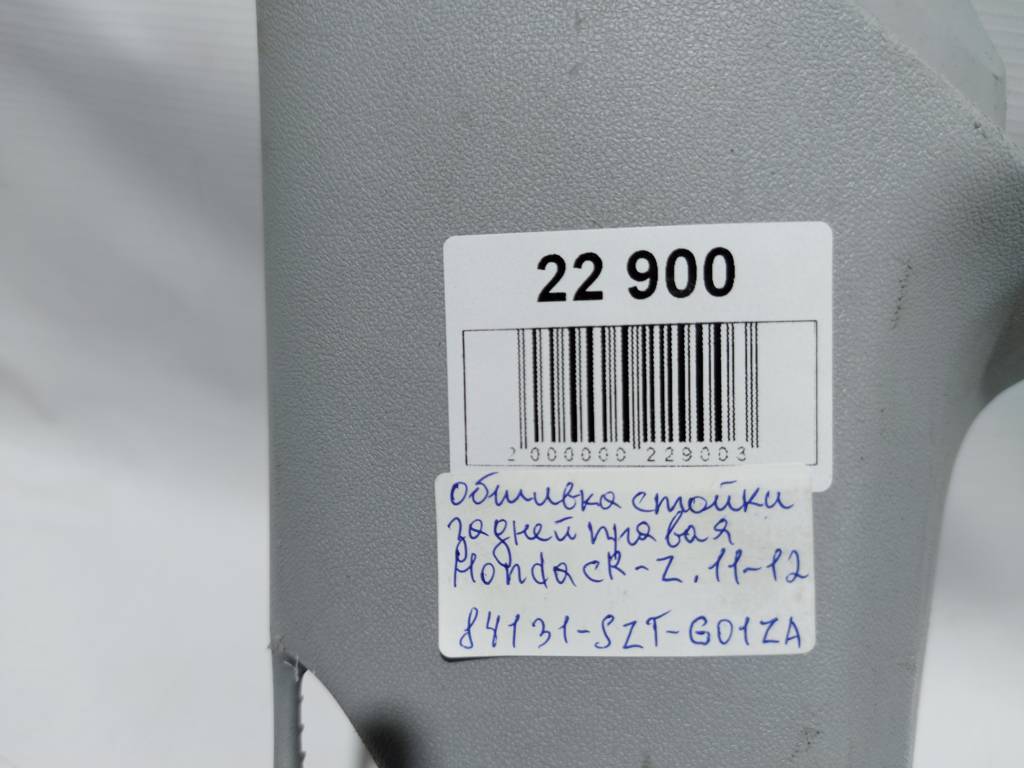 22 900
2 000000 229003
обшивка стойки
задней правая
Honda CR-Z. 11-12
84131-SZT-G01ZA